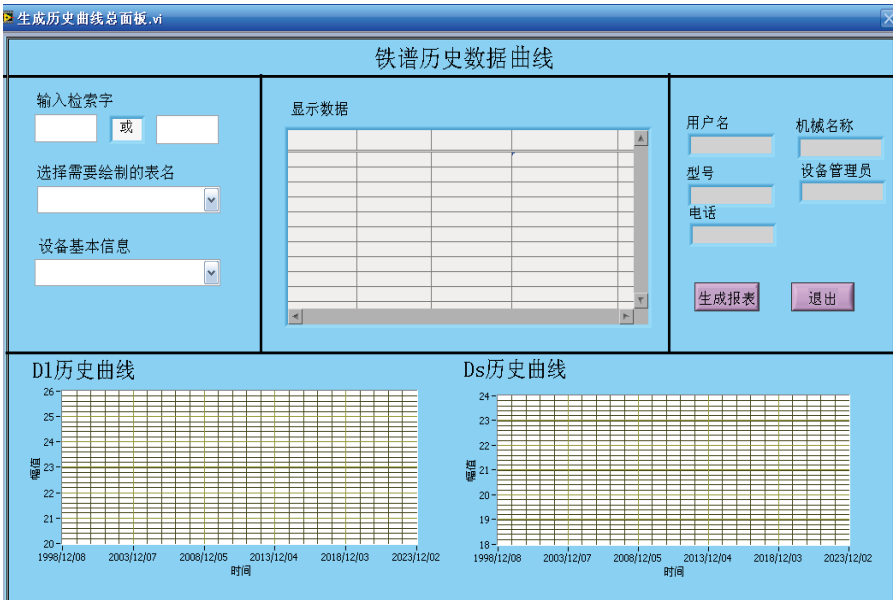 生成历史曲线总面板.vi
铁谱历史数据曲线
输入检索字
或
选择需要绘制的表名
设备基本信息
显示数据
用户名
机械名称
型号
设备管理员
电话
生成报表
退出
Dl历史曲线
26
25
24
23
22
21
20
幅值
1998/12/08 2003/12/07 2008/12/05 2013/12/04 2018/12/03 2023/12/02
时间
Ds历史曲线
24
23
22
21
20
19
18
幅值
1998/12/08 2003/12/07 2008/12/05 2013/12/04 2018/12/03 2023/12/02
时间